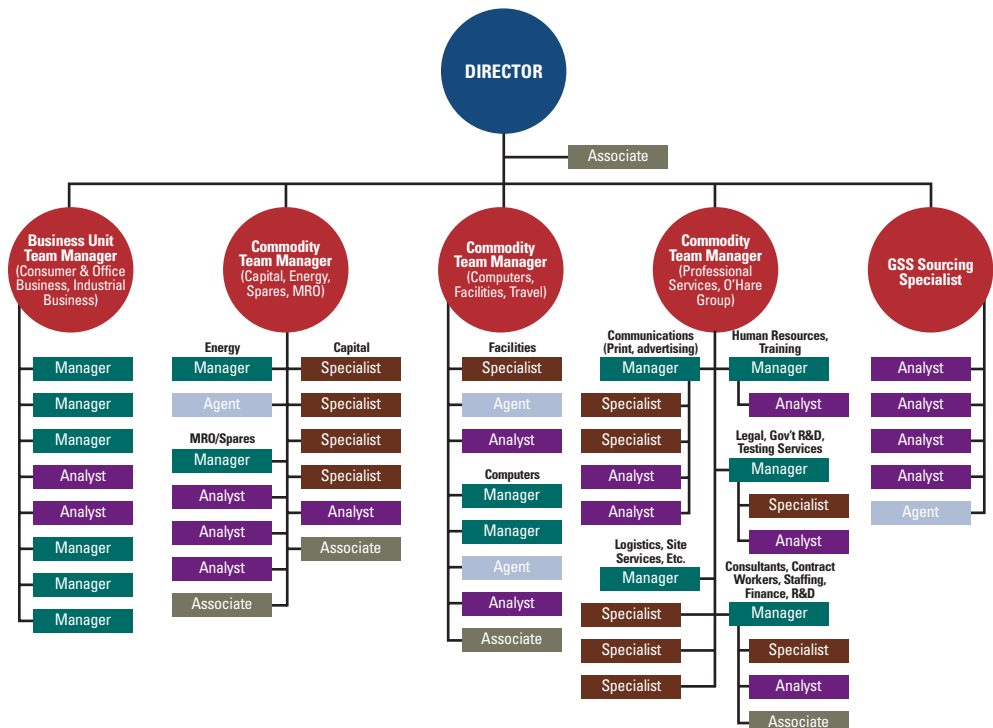 DIRECTOR
Associate
Business Unit
Team Manager
(Consumer & Office
Business, Industrial
Business)
Manager
Manager
Manager
Analyst
Analyst
Manager
Manager
Manager
Commodity
Team Manager
(Capital, Energy,
Spares, MRO)
Energy
Manager
Agent
MRO/Spares
Manager
Analyst
Analyst
Analyst
Associate
Capital
Specialist
Specialist
Specialist
Specialist
Analyst
Associate
Commodity
Team Manager
(Computers,
Facilities, Travel)
Facilities
Specialist
Agent
Analyst
Computers
Manager
Manager
Agent
Analyst
Associate
Commodity
Team Manager
(Professional
Services, O'Hare
Group)
Communications
(Print, advertising)
Manager
Specialist
Specialist
Analyst
Analyst
Logistics, Site
Services, Etc.
Manager
Specialist
Specialist
Specialist
Human Resources,
Training
Manager
Analyst
Legal, Gov't R&D,
Testing Services
Manager
Specialist
Analyst
Consultants, Contract
Workers, Staffing,
Finance, R&D
Manager
Specialist
Analyst
Associate
GSS Sourcing
Specialist
Analyst
Analyst
Analyst
Analyst
Agent